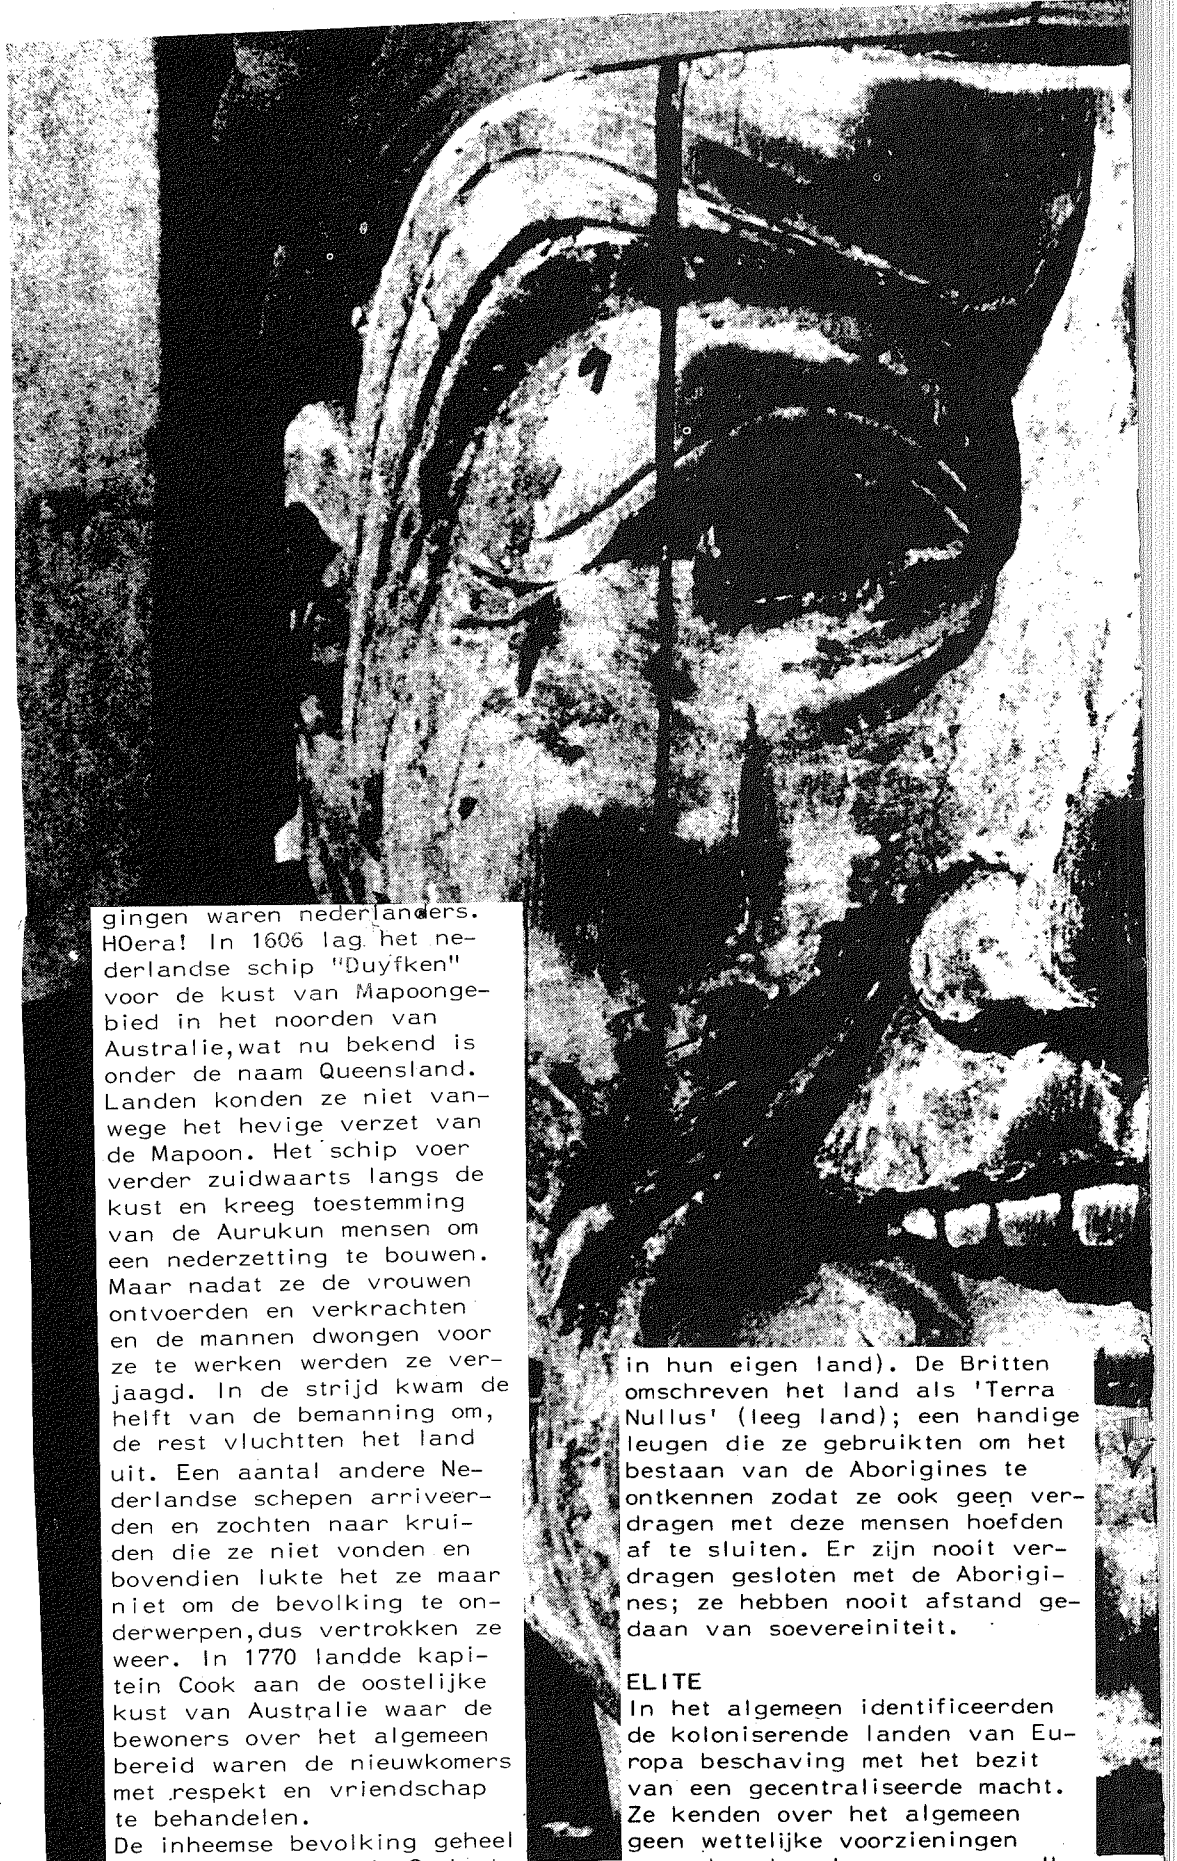 gingen waren nederlanders.
HOera! In 1606 lag het ne-
derlandse schip "Duyfken"
voor de kust van Mapoonge-
bied in het noorden van
Australie,wat nu bekend is
onder de naam Queensland.
Landen konden ze niet van-
wege het hevige verzet van
de Mapoon. Het schip voer
verder zuidwaarts langs de
kust en kreeg toestemming
van de Aurukun mensen om
een nederzetting te bouwen.
Maar nadat ze de vrouwen
ontvoerden en verkrachten
en de mannen dwongen voor
ze te werken werden ze ver-
jaagd. In de strijd kwam de
helft van de bemanning om,
de rest vluchtten het land
uit. Een aantal andere Ne-
derlandse schepen arriveer-
den en zochten naar krui-
den die ze niet vonden en
bovendien lukte het ze maar
niet om de bevolking te on-
derwerpen,dus vertrokken ze
weer. In 1770 landde kapi-
tein Cook aan de oostelijke
kust van Australie waar de
bewoners over het algemeen
bereid waren de nieuwkomers
met respekt en vriendschap
te behandelen.
De inheemse bevolking geheel
in hun eigen land). De Britten
omschreven het land als 'Terra
Nullus' (leeg land); een handige
leugen die ze gebruikten om het
bestaan van de Aborigines te
ontkennen zodat ze ook geen ver-
dragen met deze mensen hoefden
af te sluiten. Er zijn nooit ver-
dragen gesloten met de Aborigi-
nes; ze hebben nooit afstand ge-
daan van soevereiniteit.
ELITE
In het algemeen identificeerden
de koloniserende landen van Eu-
ropa beschaving met het bezit
van een gecentraliseerde macht.
Ze kenden over het algemeen
geen wettelijke voorzieningen